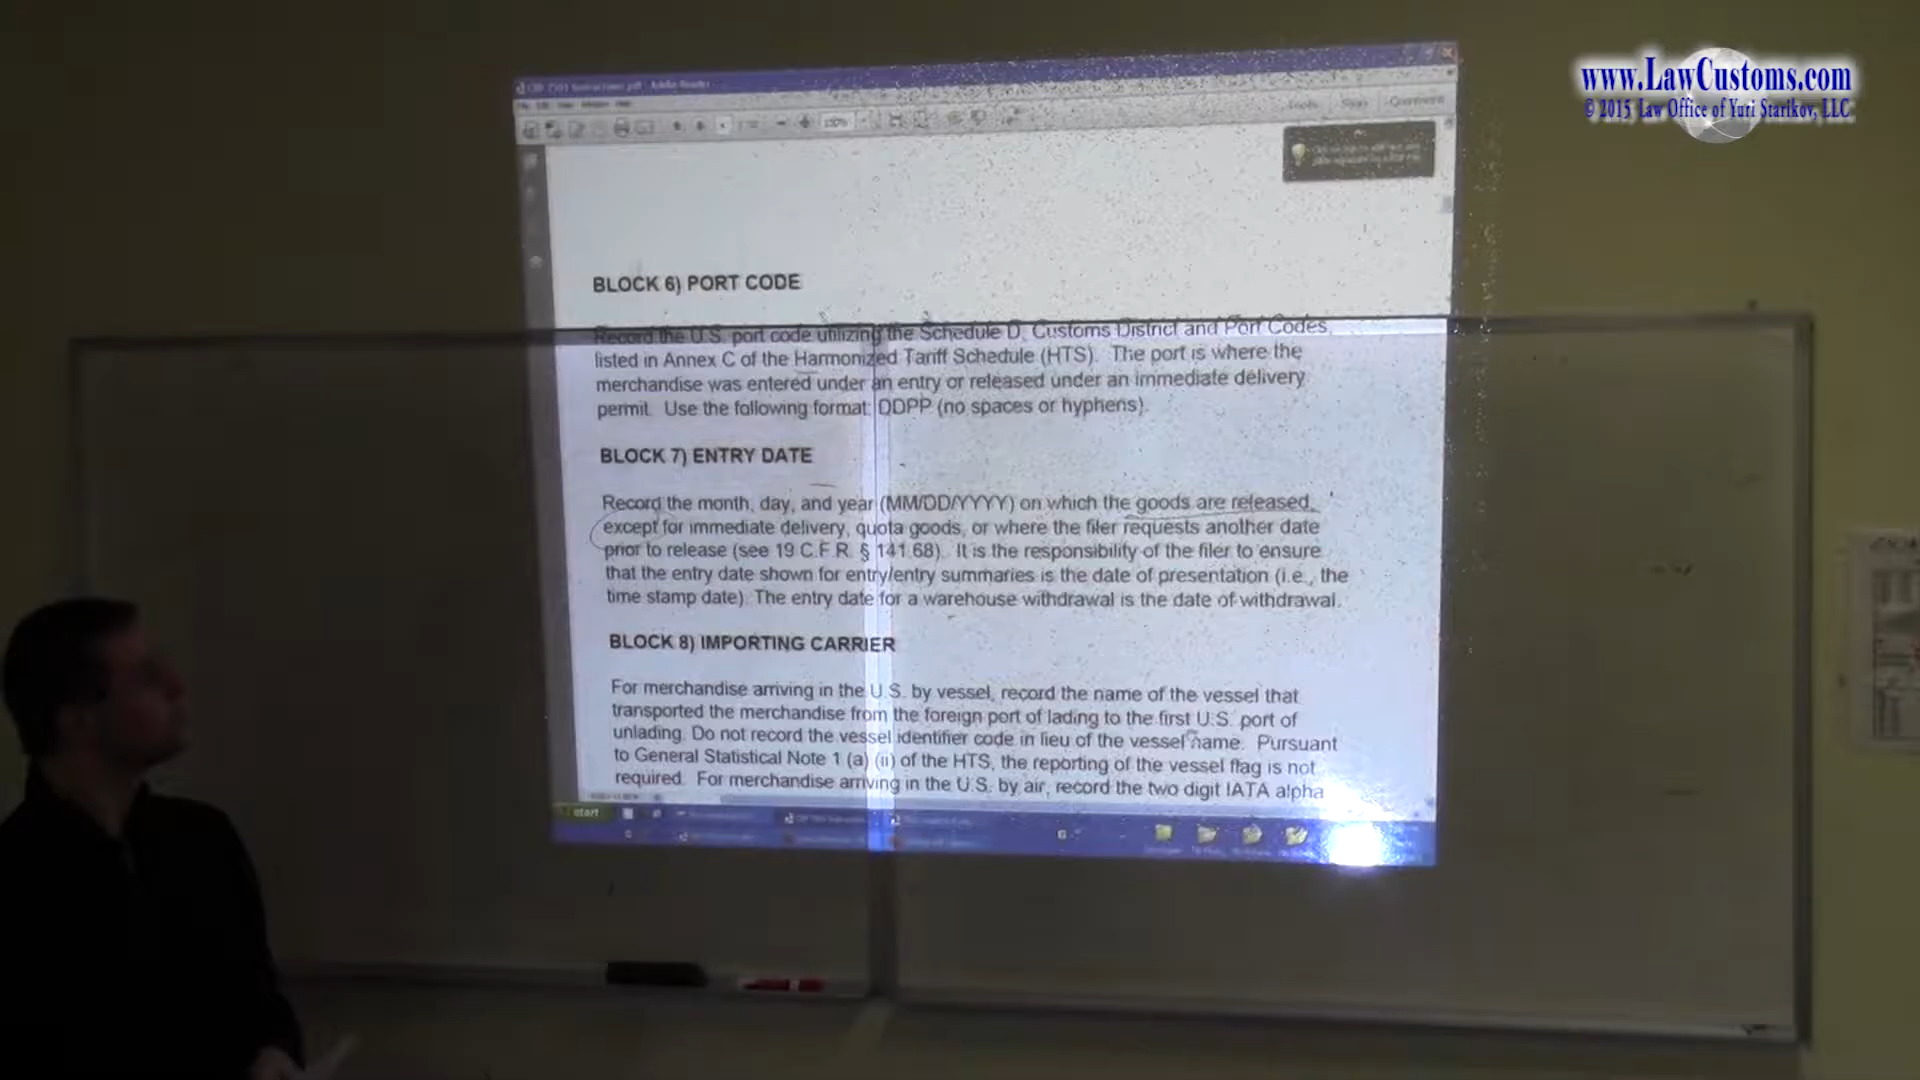 www.LawCustoms.com
© 2015, Law Office of Yuri Starikov, LLC
CBP 7501 Instructions.pdf - Adobe Reader
Tools
Sign
Comment
150%
BLOCK 6) PORT CODE
Record the U.S. port code utilizing the Schedule D, Customs District and Port Codes,
listed in Annex C of the Harmonized Tariff Schedule (HTS). The port is where the
merchandise was entered under an entry or released under an immediate delivery
permit. Use the following format: DDPP (no spaces or hyphens).
BLOCK 7) ENTRY DATE
Record the month, day, and year (MM/DD/YYYY) on which the goods are released,
except for immediate delivery, quota goods, or where the filer requests another date
prior to release (see 19 C.F.R. § 141.68). It is the responsibility of the filer to ensure
that the entry date shown for entry/entry summaries is the date of presentation (i.e., the
time stamp date). The entry date for a warehouse withdrawal is the date of withdrawal.
BLOCK 8) IMPORTING CARRIER
For merchandise arriving in the U.S. by vessel, record the name of the vessel that
transported the merchandise from the foreign port of lading to the first U.S. port of
unlading. Do not record the vessel identifier code in lieu of the vessel name. Pursuant
to General Statistical Note 1 (a) (ii) of the HTS, the reporting of the vessel flag is not
required. For merchandise arriving in the U.S. by air, record the two digit IATA alpha
start